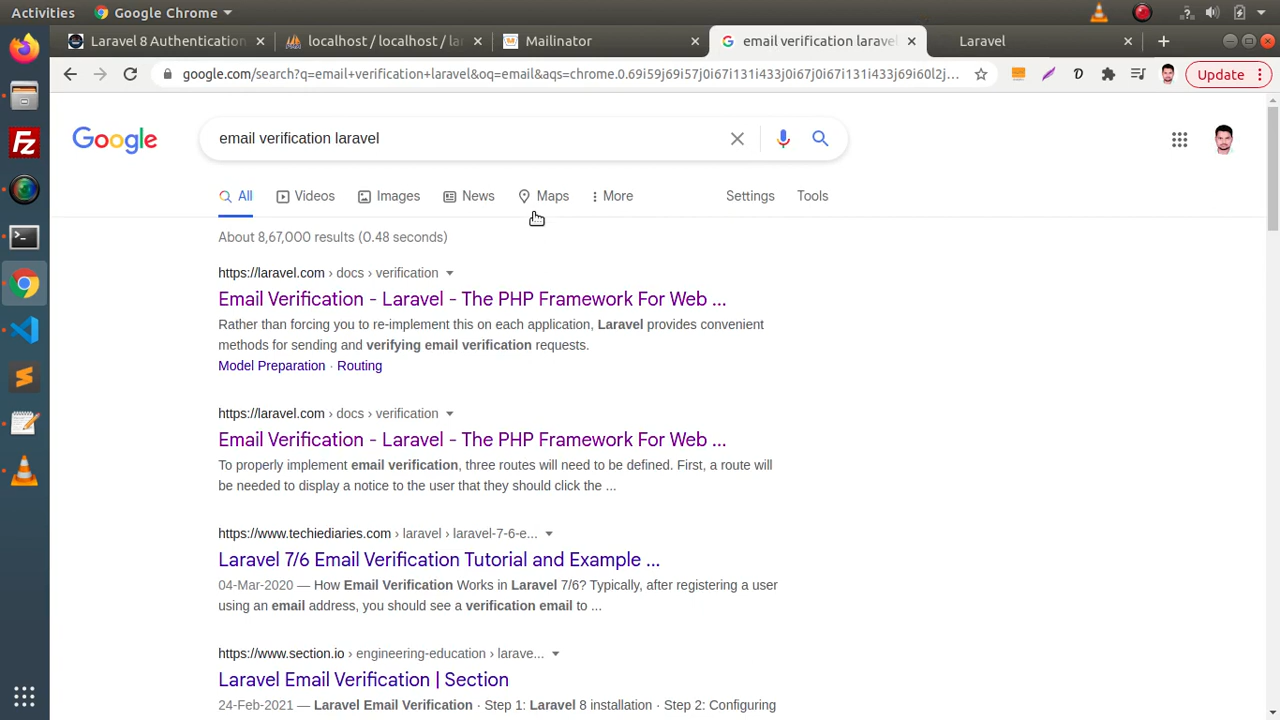 Activities Google Chrome
Laravel 8 Authentication localhost / localhost / lar Mailinator email verification laravel Laravel
google.com/search?q=email+verification+laravel&oq=email&aqs=chrome.0.69i59j69i57j0i67i131i433j0i67j0i67i131i433j69i60l2j... Update
Google email verification laravel
All Videos Images News Maps More Settings Tools
About 8,67,000 results (0.48 seconds)
https://laravel.com › docs › verification
Email Verification - Laravel - The PHP Framework For Web ...
Rather than forcing you to re-implement this on each application, Laravel provides convenient
methods for sending and verifying email verification requests.
Model Preparation · Routing
https://laravel.com › docs › verification
Email Verification - Laravel - The PHP Framework For Web ...
To properly implement email verification, three routes will need to be defined. First, a route will
be needed to display a notice to the user that they should click the ...
https://www.techiediaries.com › laravel › laravel-7-6-e...
Laravel 7/6 Email Verification Tutorial and Example ...
04-Mar-2020 — How Email Verification Works in Laravel 7/6? Typically, after registering a user
using an email address, you should see a verification email to ...
https://www.section.io › engineering-education › larave...
Laravel Email Verification | Section
24-Feb-2021 — Laravel Email Verification · Step 1: Laravel 8 installation · Step 2: Configuring